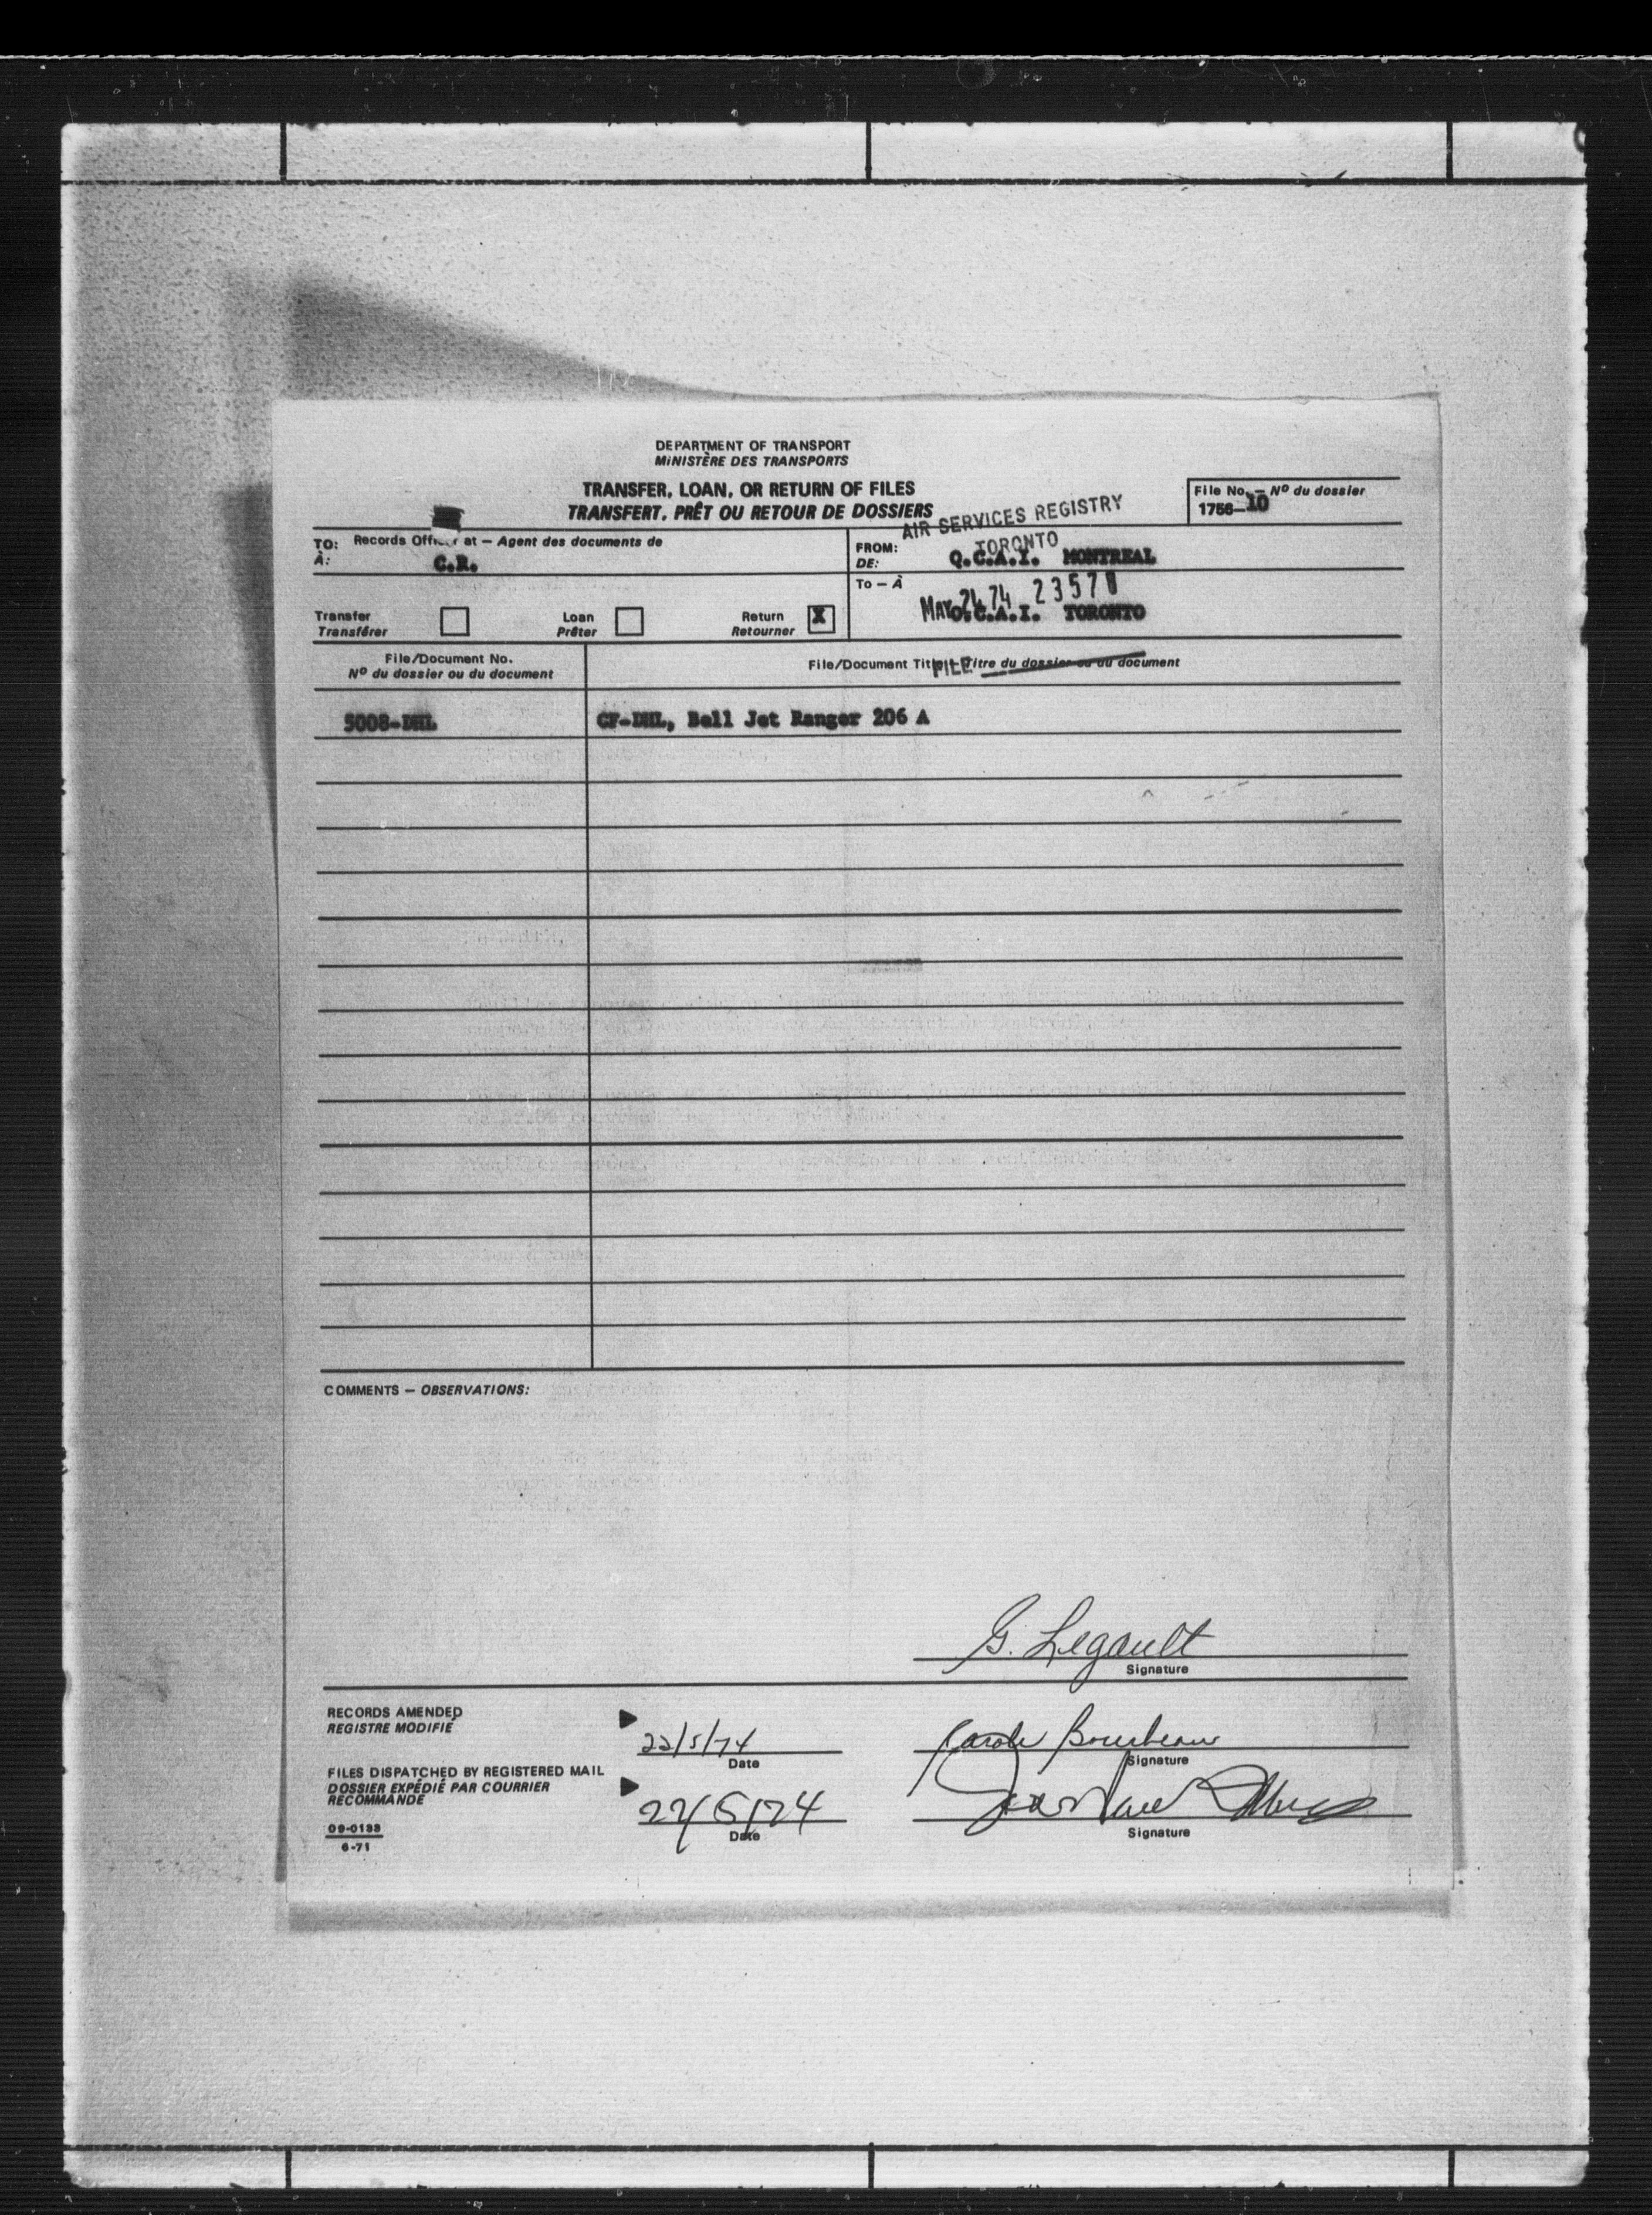 DEPARTMENT OF TRANSPORT
MINISTÈRE DES TRANSPORTS
TRANSFER, LOAN, OR RETURN OF FILES
TRANSFERT, PRÊT OU RETOUR DE DOSSIERS
File No. – Nº du dossier
1756-10
AIR SERVICES REGISTRY
TORONTO
TO: Records Officer at – Agent des documents de
À: C.R.
FROM:
DE: Q.C.A.I. MONTREAL
To – À
MAY 24 74 23578
O.C.A.I. TORONTO
FILE
Transfer
Transférer
Loan
Prêter
Return X
Retourner
File/Document No.
Nº du dossier ou du document
File/Document Title Titre du dossier ou du document
5008-DHL CF-DHL, Bell Jet Ranger 206 A
COMMENTS – OBSERVATIONS:
G. Legault
Signature
RECORDS AMENDED
REGISTRE MODIFIÉ
22/5/74
Date
Carole Bourbeau
Signature
FILES DISPATCHED BY REGISTERED MAIL
DOSSIER EXPÉDIÉ PAR COURRIER
RECOMMANDÉ
22/5/74
Date
Signature
09-0188
6-71